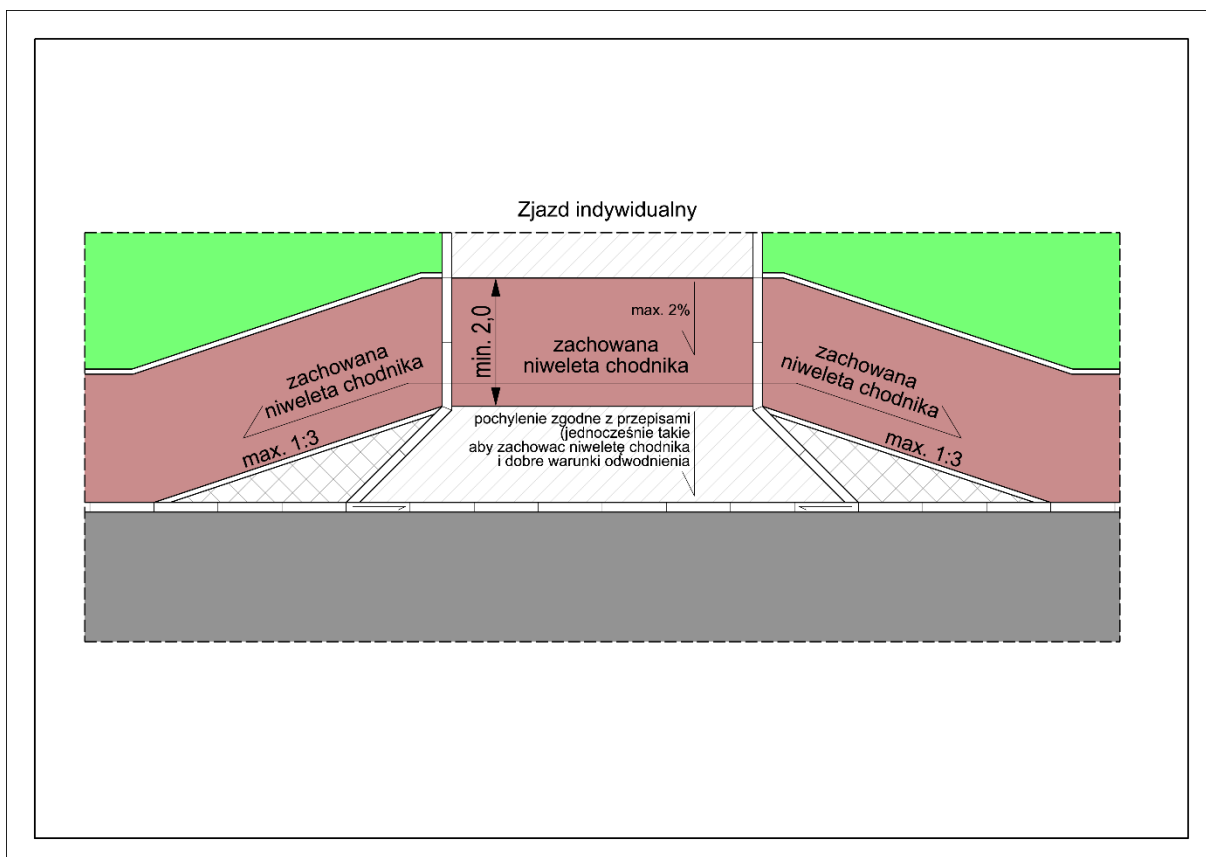 Zjazd indywidualny
max. 2%
min. 2,0
zachowana
niweleta chodnika
zachowana
niweleta chodnika
zachowana
niweleta chodnika
max. 1:3
max. 1:3
pochylenie zgodne z przepisami
(jednocześnie takie
aby zachowac niweletę chodnika
i dobre warunki odwodnienia